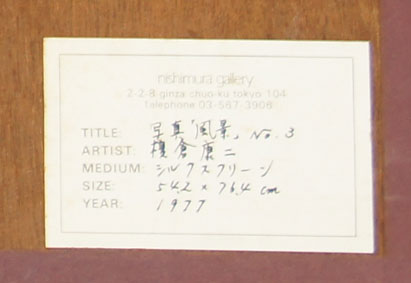 nishimura gallery
2-2-8 ginza chuo-ku tokyo 104
Telephone 03-567-3906
TITLE: 写真「風景」No. 3
ARTIST: 榎倉康二
MEDIUM: シルクスクリーン
SIZE: 54.2 x 76.4 cm
YEAR: 1977